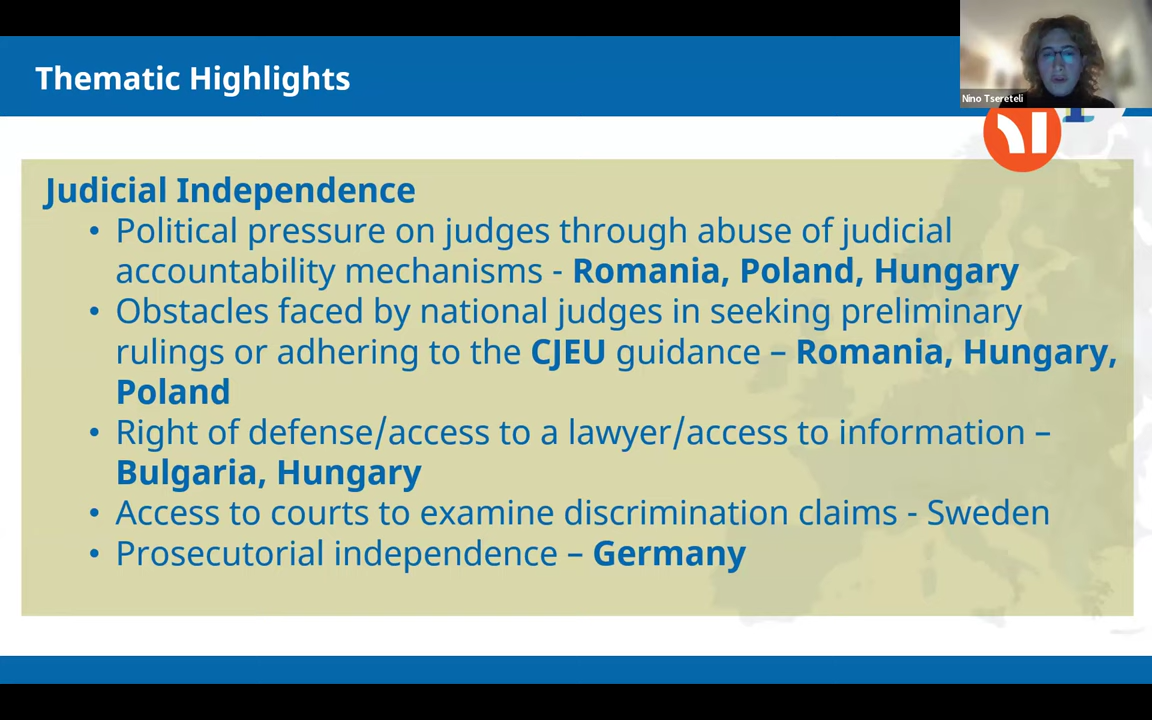 Thematic Highlights
Nino Tsereteli
Judicial Independence
• Political pressure on judges through abuse of judicial
accountability mechanisms - Romania, Poland, Hungary
• Obstacles faced by national judges in seeking preliminary
rulings or adhering to the CJEU guidance – Romania, Hungary,
Poland
• Right of defense/access to a lawyer/access to information –
Bulgaria, Hungary
• Access to courts to examine discrimination claims - Sweden
• Prosecutorial independence – Germany